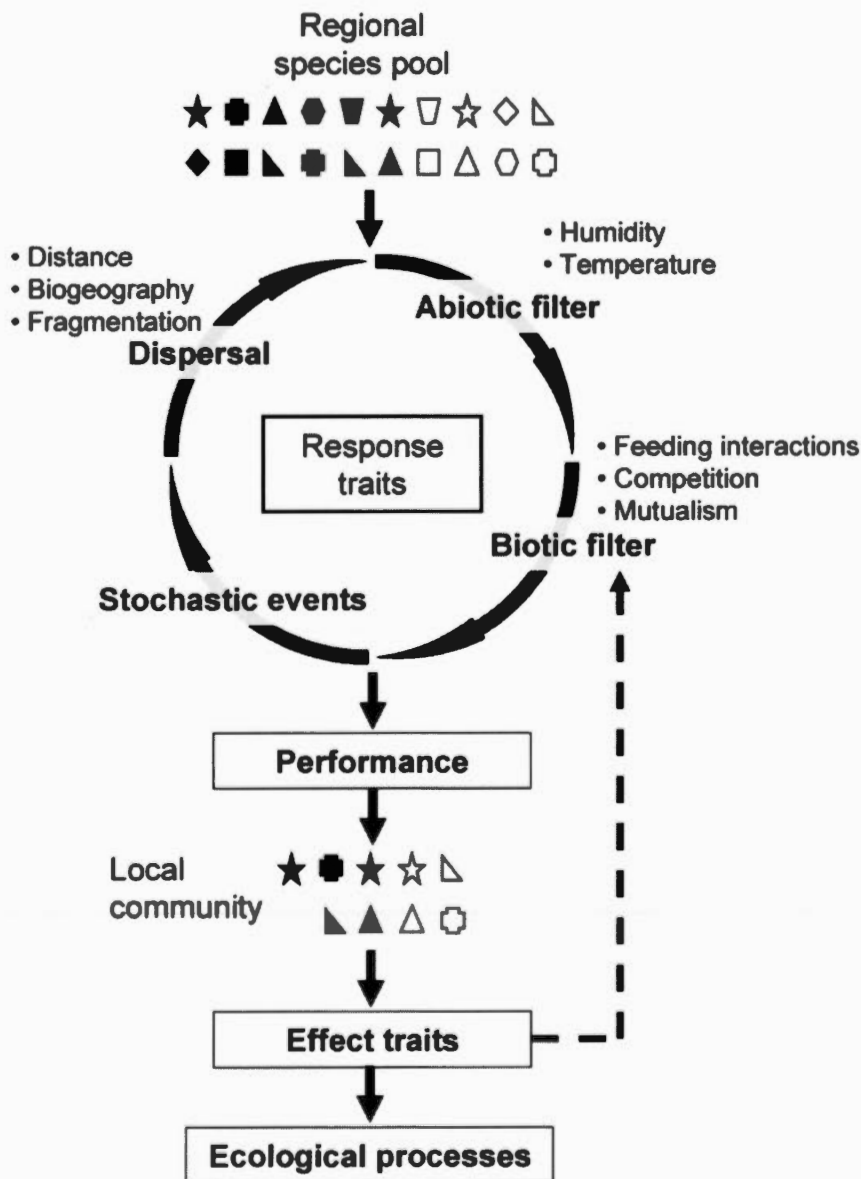 Regional
species pool
• Humidity
• Temperature
Abiotic filter
• Distance
• Biogeography
• Fragmentation
Dispersal
Response
traits
• Feeding interactions
• Competition
• Mutualism
Biotic filter
Stochastic events
Performance
Local
community
Effect traits
Ecological processes